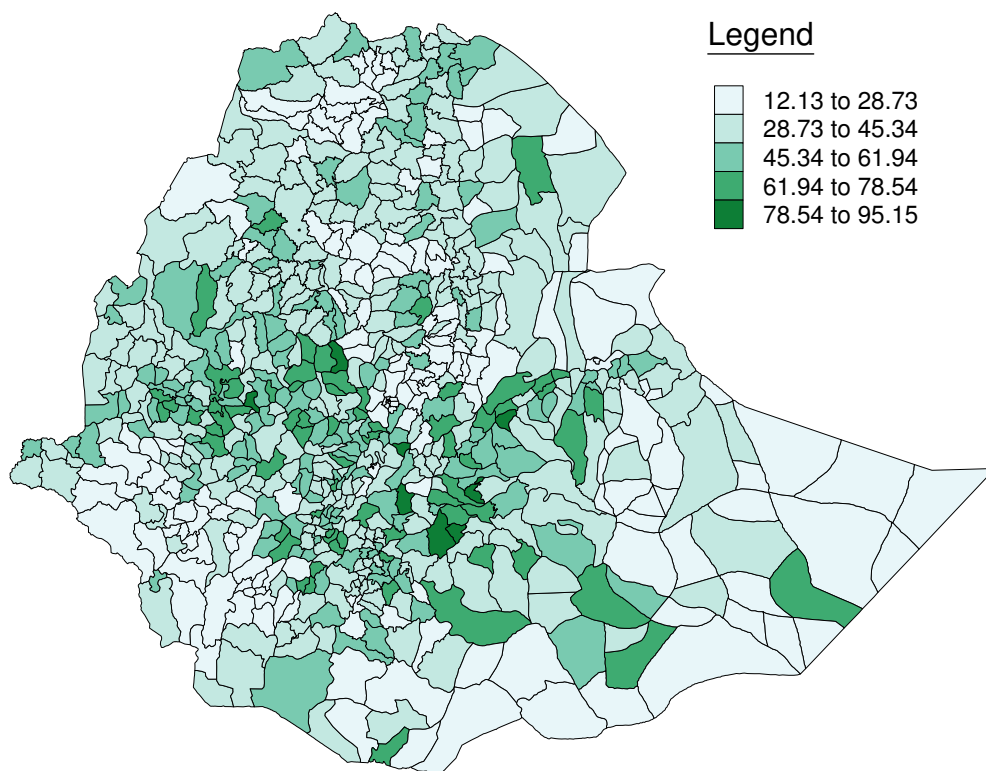 Legend
12.13 to 28.73
28.73 to 45.34
45.34 to 61.94
61.94 to 78.54
78.54 to 95.15